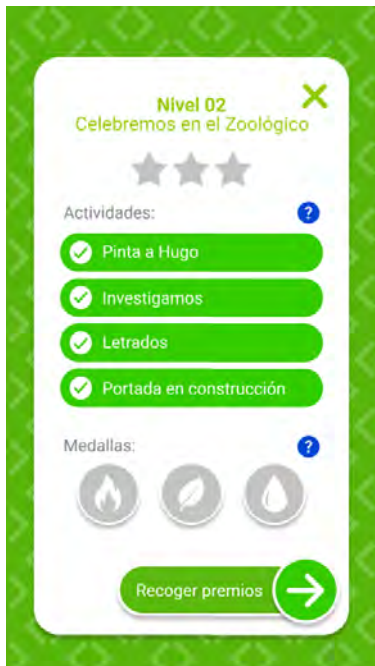 Nivel 02
Celebremos en el Zoológico
Actividades:
?
Pinta a Hugo
Investigamos
Letrados
Portada en construcción
Medallas:
?
Recoger premios